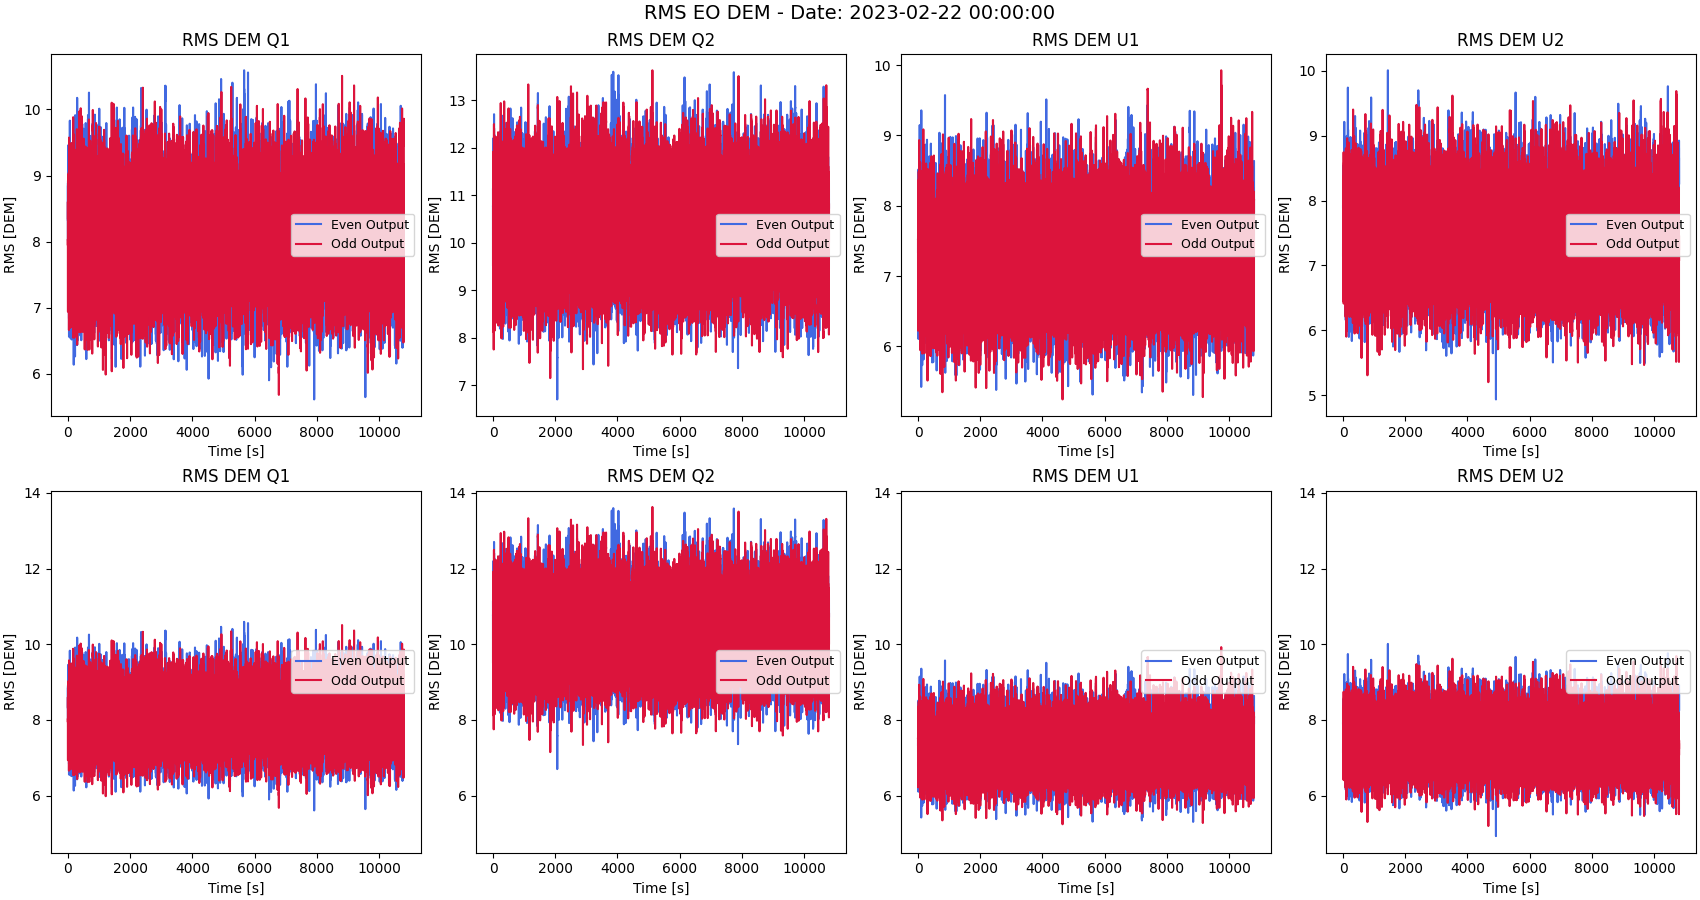 RMS EO DEM - Date: 2023-02-22 00:00:00
RMS DEM Q1
RMS [DEM]
10
9
8
7
6
0 2000 4000 6000 8000 10000
Time [s]
Even Output
Odd Output
RMS DEM Q2
RMS [DEM]
13
12
11
10
9
8
7
0 2000 4000 6000 8000 10000
Time [s]
Even Output
Odd Output
RMS DEM U1
RMS [DEM]
10
9
8
7
6
0 2000 4000 6000 8000 10000
Time [s]
Even Output
Odd Output
RMS DEM U2
RMS [DEM]
10
9
8
7
6
5
0 2000 4000 6000 8000 10000
Time [s]
Even Output
Odd Output
RMS DEM Q1
RMS [DEM]
14
12
10
8
6
0 2000 4000 6000 8000 10000
Time [s]
Even Output
Odd Output
RMS DEM Q2
RMS [DEM]
14
12
10
8
6
0 2000 4000 6000 8000 10000
Time [s]
Even Output
Odd Output
RMS DEM U1
RMS [DEM]
14
12
10
8
6
0 2000 4000 6000 8000 10000
Time [s]
Even Output
Odd Output
RMS DEM U2
RMS [DEM]
14
12
10
8
6
0 2000 4000 6000 8000 10000
Time [s]
Even Output
Odd Output